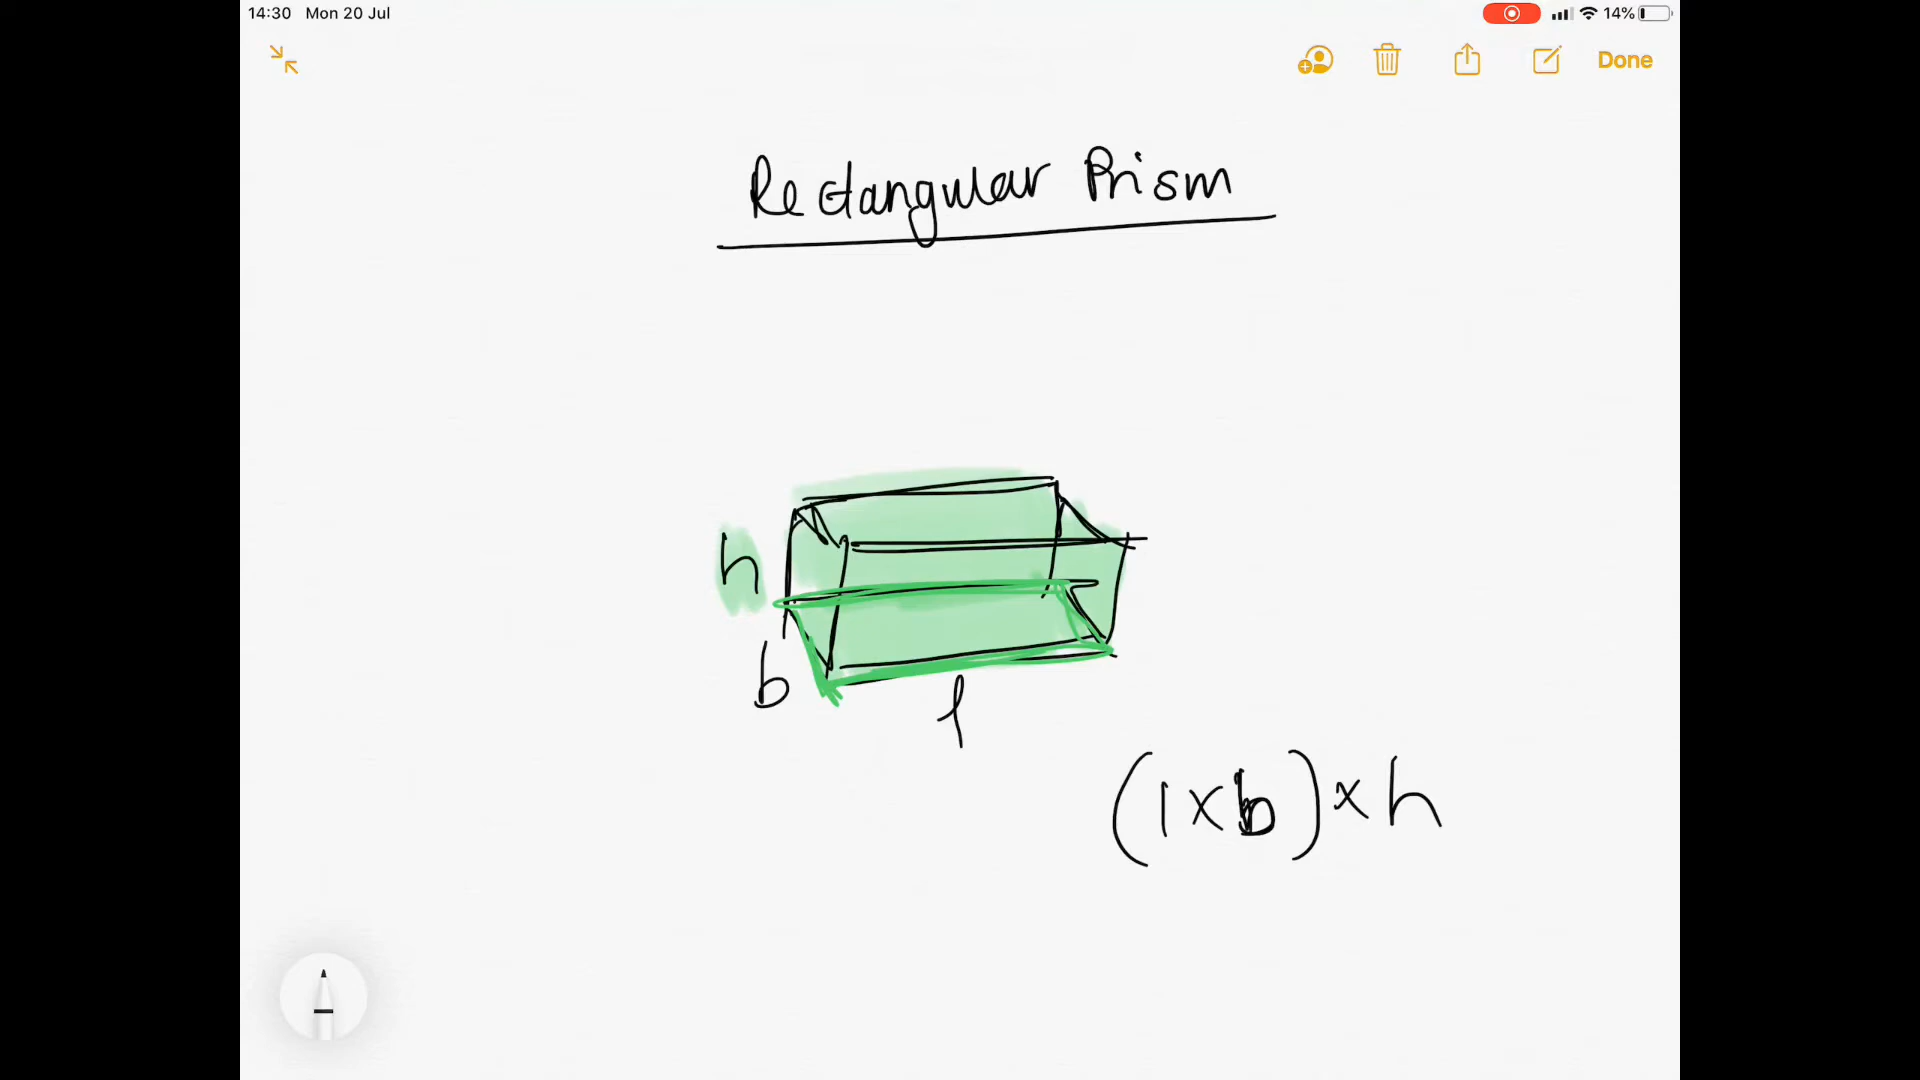 14:30 Mon 20 Jul 14%
Done
Rectangular Prism
h
b
l
(l×b)×h